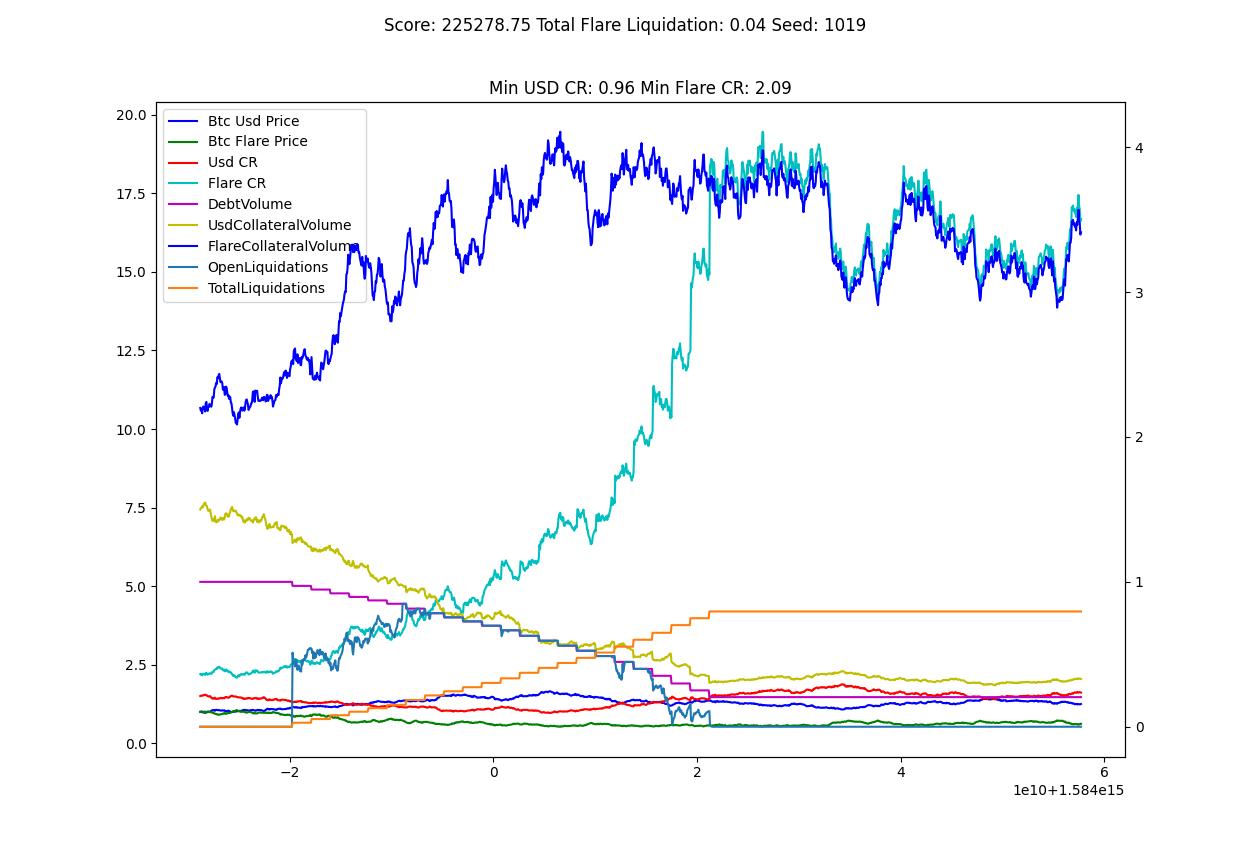 Score: 225278.75 Total Flare Liquidation: 0.04 Seed: 1019
Min USD CR: 0.96 Min Flare CR: 2.09
Btc Usd Price
Btc Flare Price
Usd CR
Flare CR
DebtVolume
UsdCollateralVolume
FlareCollateralVolume
OpenLiquidations
TotalLiquidations
20.0
17.5
15.0
12.5
10.0
7.5
5.0
2.5
0.0
4
3
2
1
0
−2
0
2
4
6
1e10+1.584e15